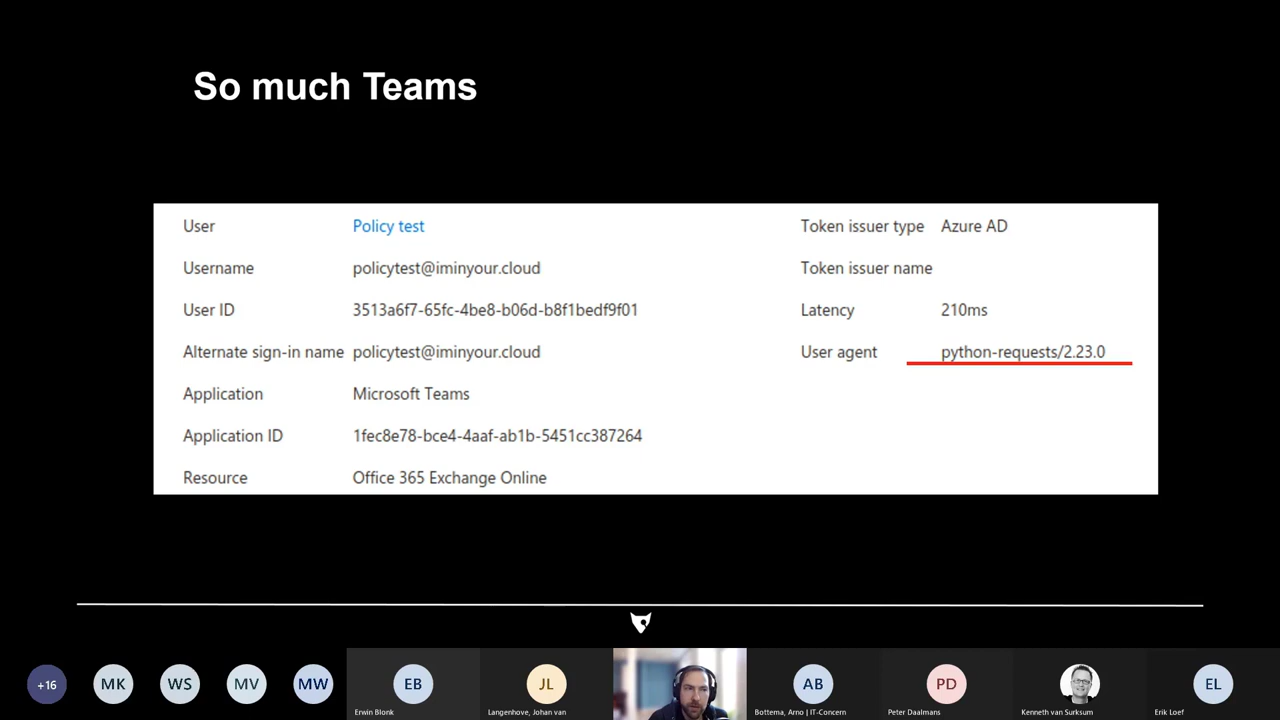 So much Teams
User Policy test Token issuer type Azure AD
Username policytest@iminyour.cloud Token issuer name
User ID 3513a6f7-65fc-4be8-b06d-b8f1bedf9f01 Latency 210ms
Alternate sign-in name policytest@iminyour.cloud User agent python-requests/2.23.0
Application Microsoft Teams
Application ID 1fec8e78-bce4-4aaf-ab1b-5451cc387264
Resource Office 365 Exchange Online
+16 MK WS MV MW EB JL AB PD EL
Erwin Blonk Langenhove, Johan van Bottema, Arno | IT-Concern Peter Daalmans Kenneth van Surksum Erik Loef